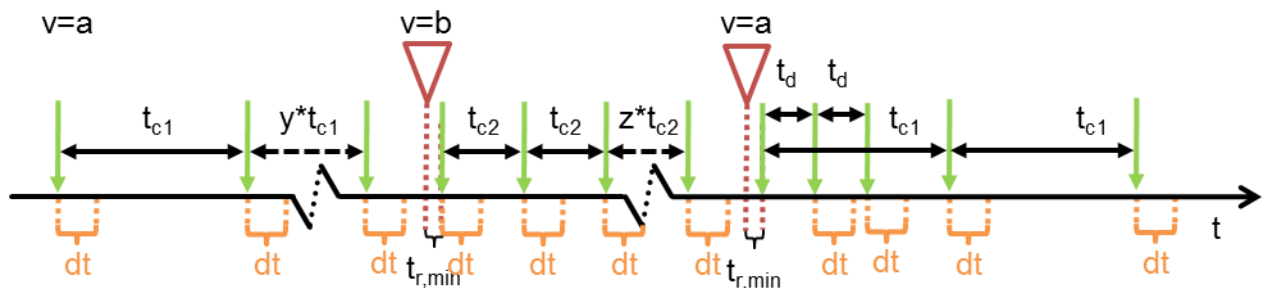 v=a
v=b
v=a
t_d
t_d
t_c1
y*t_c1
t_c2
t_c2
z*t_c2
t_c1
t_c1
t
dt
dt
dt
dt
dt
dt
dt
dt
dt
dt
dt
t_r,min
t_r,min